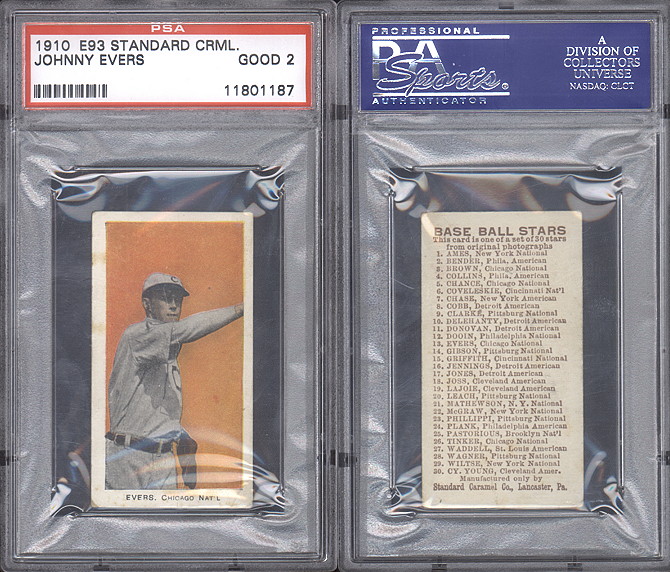 PSA
1910 E93 STANDARD CRML.
JOHNNY EVERS GOOD 2
11801187
EVERS, CHICAGO NAT'L
PROFESSIONAL
PSA
Sports
AUTHENTICATOR
A
DIVISION OF
COLLECTORS
UNIVERSE
NASDAQ: CLCT
BASE BALL STARS
This card is one of a set of 30 stars
from original photographs
1. AMES, New York National
2. BENDER, Phila. American
3. BROWN, Chicago National
4. COLLINS, Phila. American
5. CHANCE, Chicago National
6. COVELESKIE, Cincinnati Nat'l
7. CHASE, New York American
8. COBB, Detroit American
9. CLARKE, Pittsburg National
10. DELEHANTY, Detroit American
11. DONOVAN, Detroit American
12. DOOIN, Philadelphia National
13. EVERS, Chicago National
14. GIBSON, Pittsburg National
15. GRIFFITH, Cincinnati National
16. JENNINGS, Detroit American
17. JONES, Detroit American
18. JOSS, Cleveland American
19. LAJOIE, Cleveland American
20. LEACH, Pittsburg National
21. MATHEWSON, N. Y. National
22. McGRAW, New York National
23. PHILLIPPI, Pittsburg National
24. PLANK, Philadelphia American
25. PASTORIOUS, Brooklyn Nat'l
26. TINKER, Chicago National
27. WADDELL, St. Louis American
28. WAGNER, Pittsburg National
29. WILTSE, New York National
30. CY. YOUNG, Cleveland Amer.
Manufactured only by
Standard Caramel Co., Lancaster, Pa.